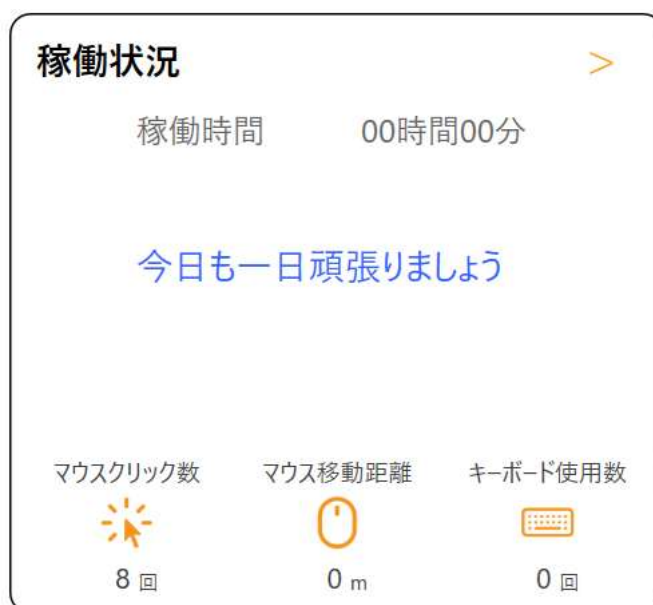 稼働状況 >
稼働時間 00時間00分
今日も一日頑張りましょう
マウスクリック数 マウス移動距離 キーボード使用数
8 回 0 m 0 回